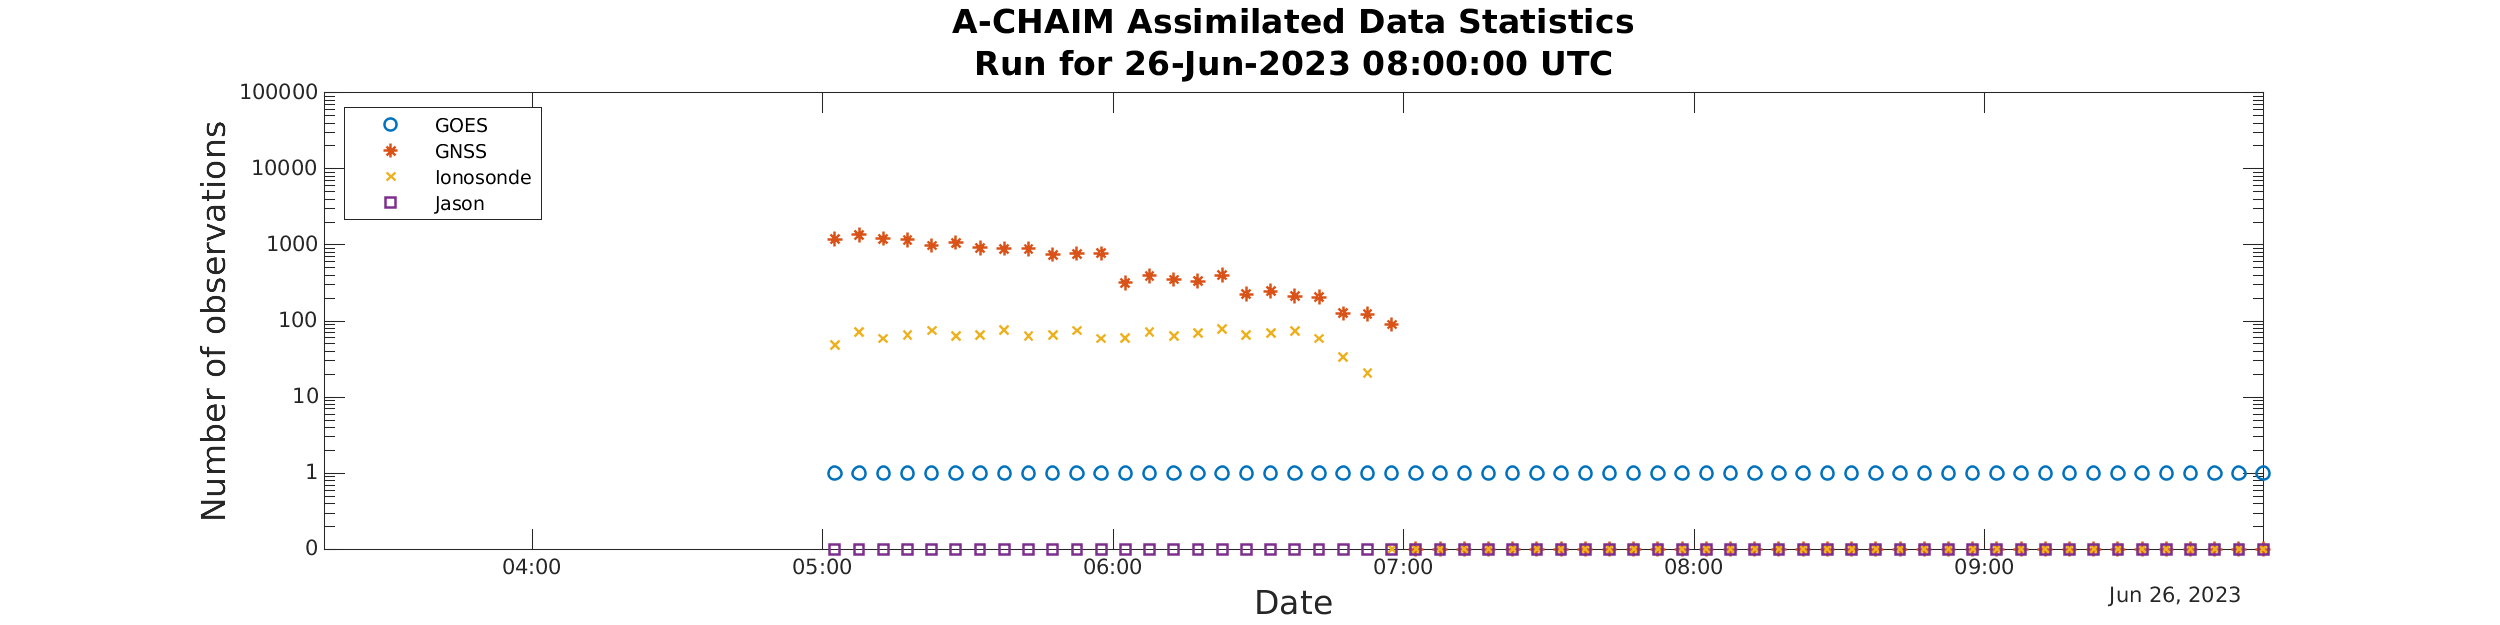 A-CHAIM Assimilated Data Statistics
Run for 26-Jun-2023 08:00:00 UTC
Number of observations
100000
10000
1000
100
10
1
0
GOES
GNSS
Ionosonde
Jason
04:00 05:00 06:00 07:00 08:00 09:00
Date
Jun 26, 2023